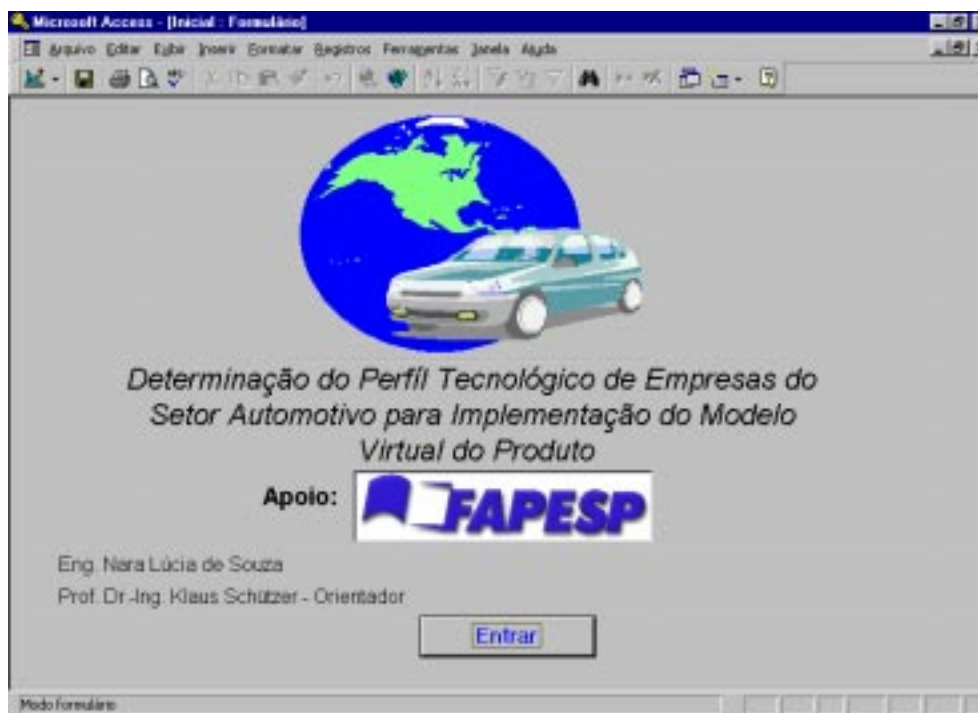 Microsoft Access - [Inicial : Formulário]
Arquivo Editar Exibir Inserir Formatar Registros Ferramentas Janela Ajuda
Determinação do Perfil Tecnológico de Empresas do
Setor Automotivo para Implementação do Modelo
Virtual do Produto
Apoio: FAPESP
Eng. Nara Lúcia de Souza
Prof. Dr.-Ing. Klaus Schützer - Orientador
Entrar
Modo formulário